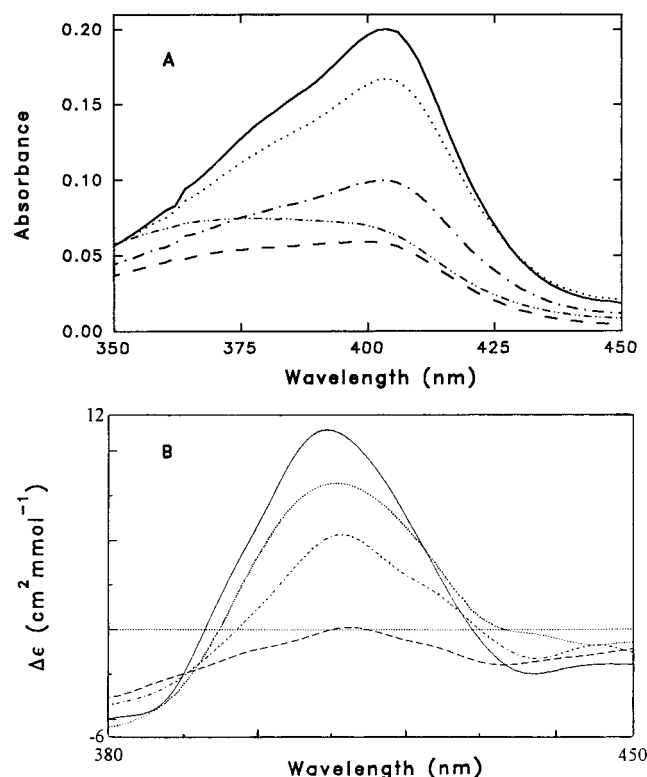 A
Absorbance
0.20
0.15
0.10
0.05
0.00
350
375
400
425
450
Wavelength (nm)
B
Δε (cm² mmol⁻¹)
12
-6
380
450
Wavelength (nm)